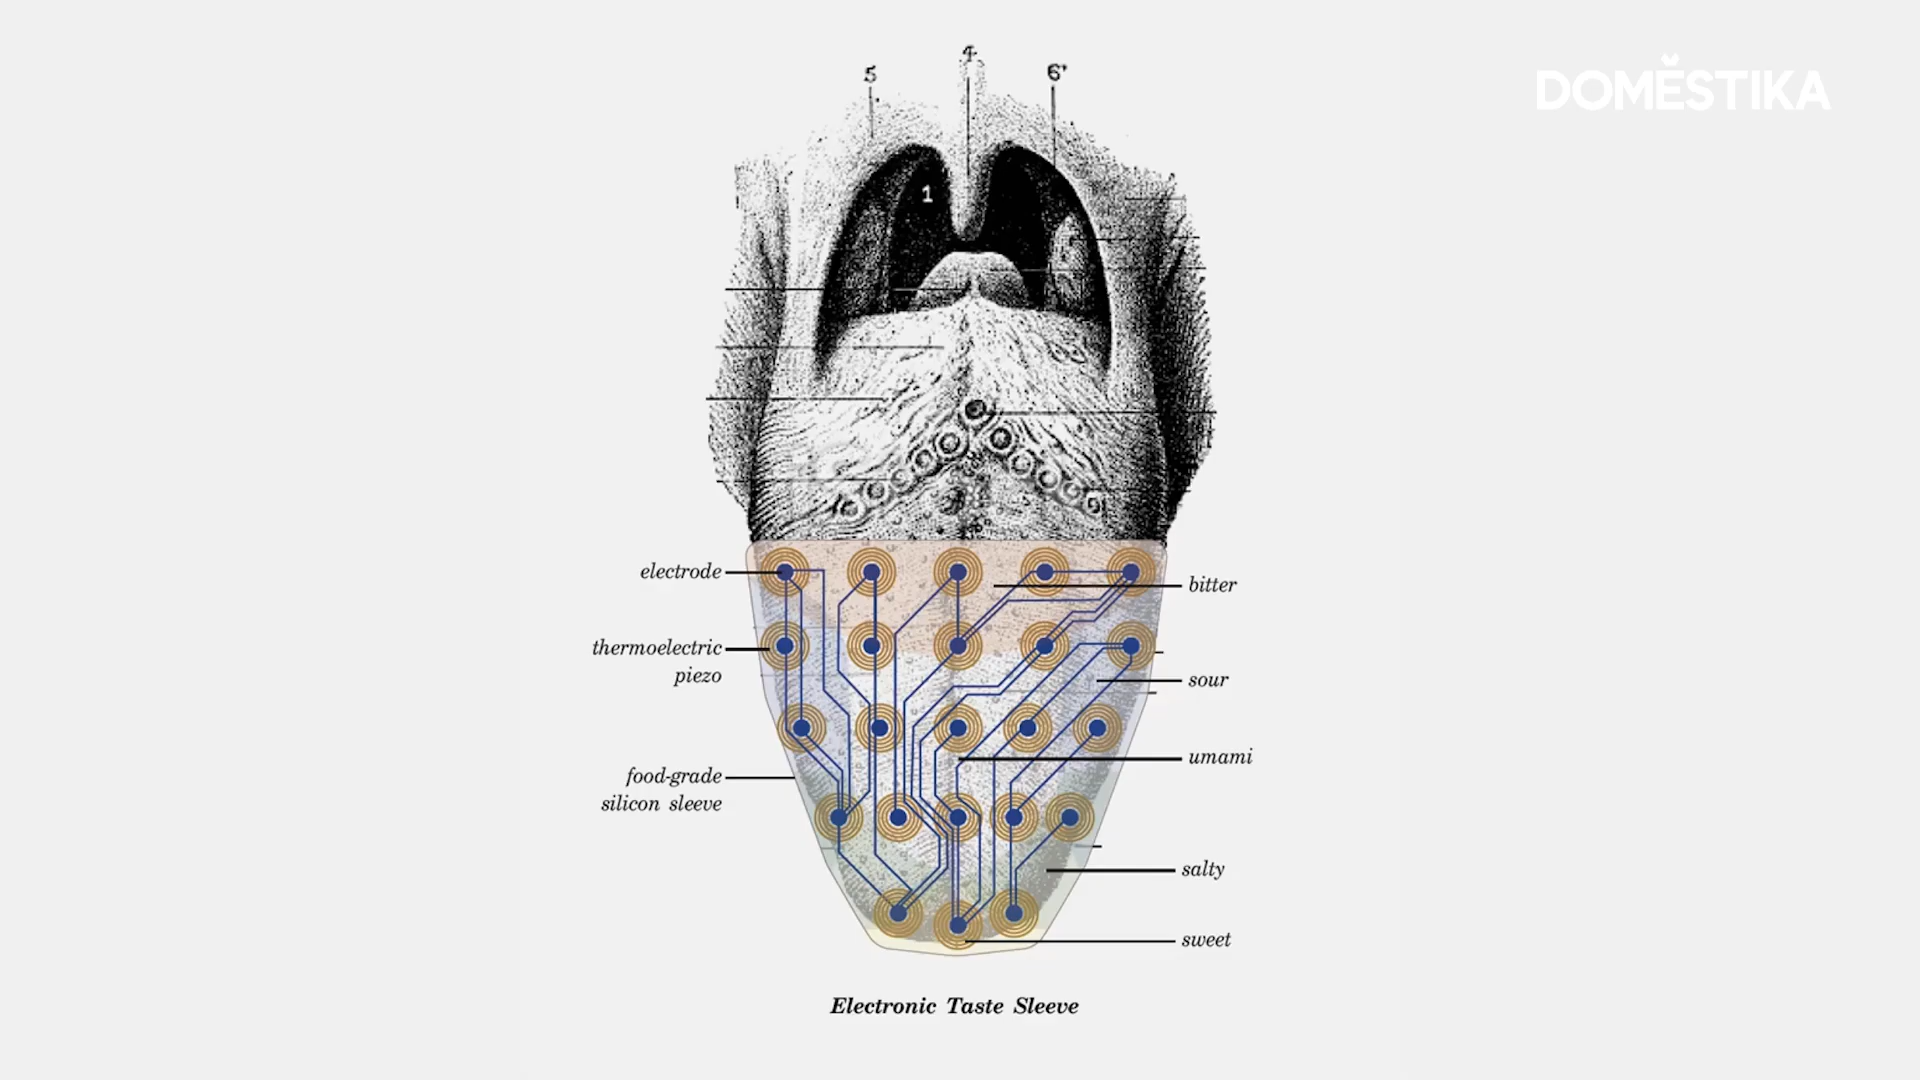 DOMĚSTIKA
5
4
6'
1
electrode
thermoelectric
piezo
food-grade
silicon sleeve
bitter
sour
umami
salty
sweet
Electronic Taste Sleeve